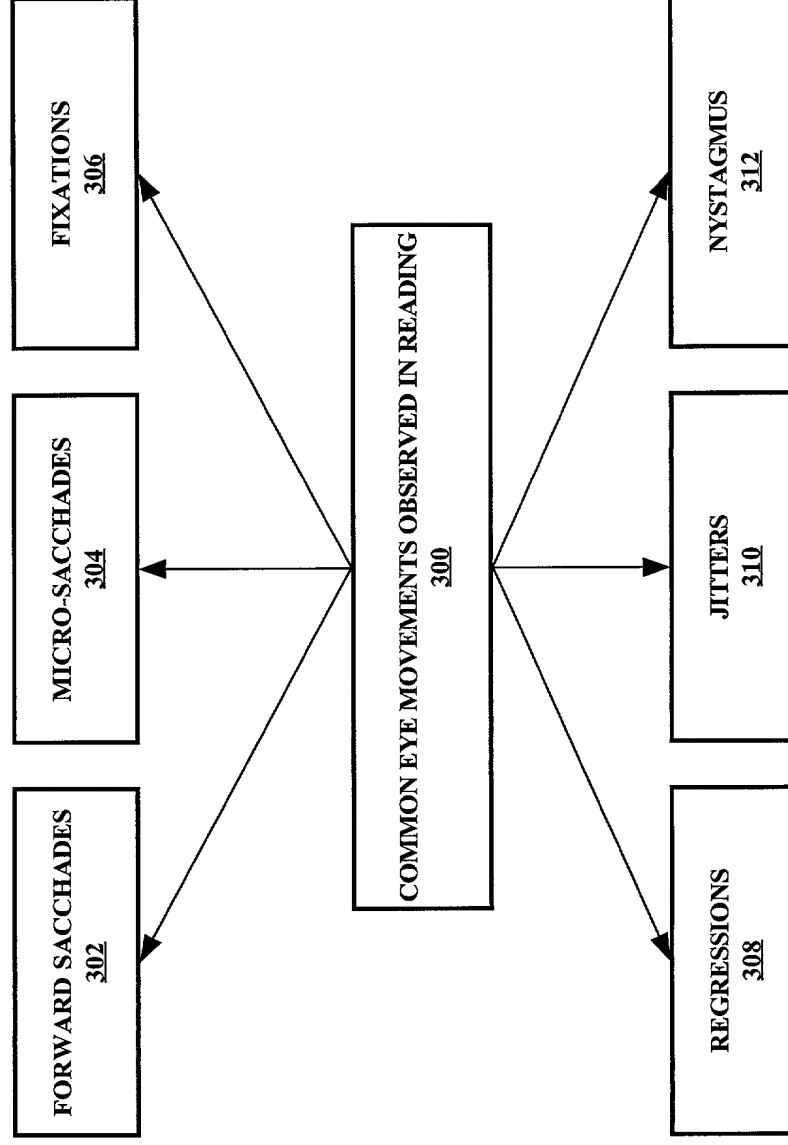 FORWARD SACCHADES
302
MICRO-SACCHADES
304
FIXATIONS
306
COMMON EYE MOVEMENTS OBSERVED IN READING
300
REGRESSIONS
308
JITTERS
310
NYSTAGMUS
312